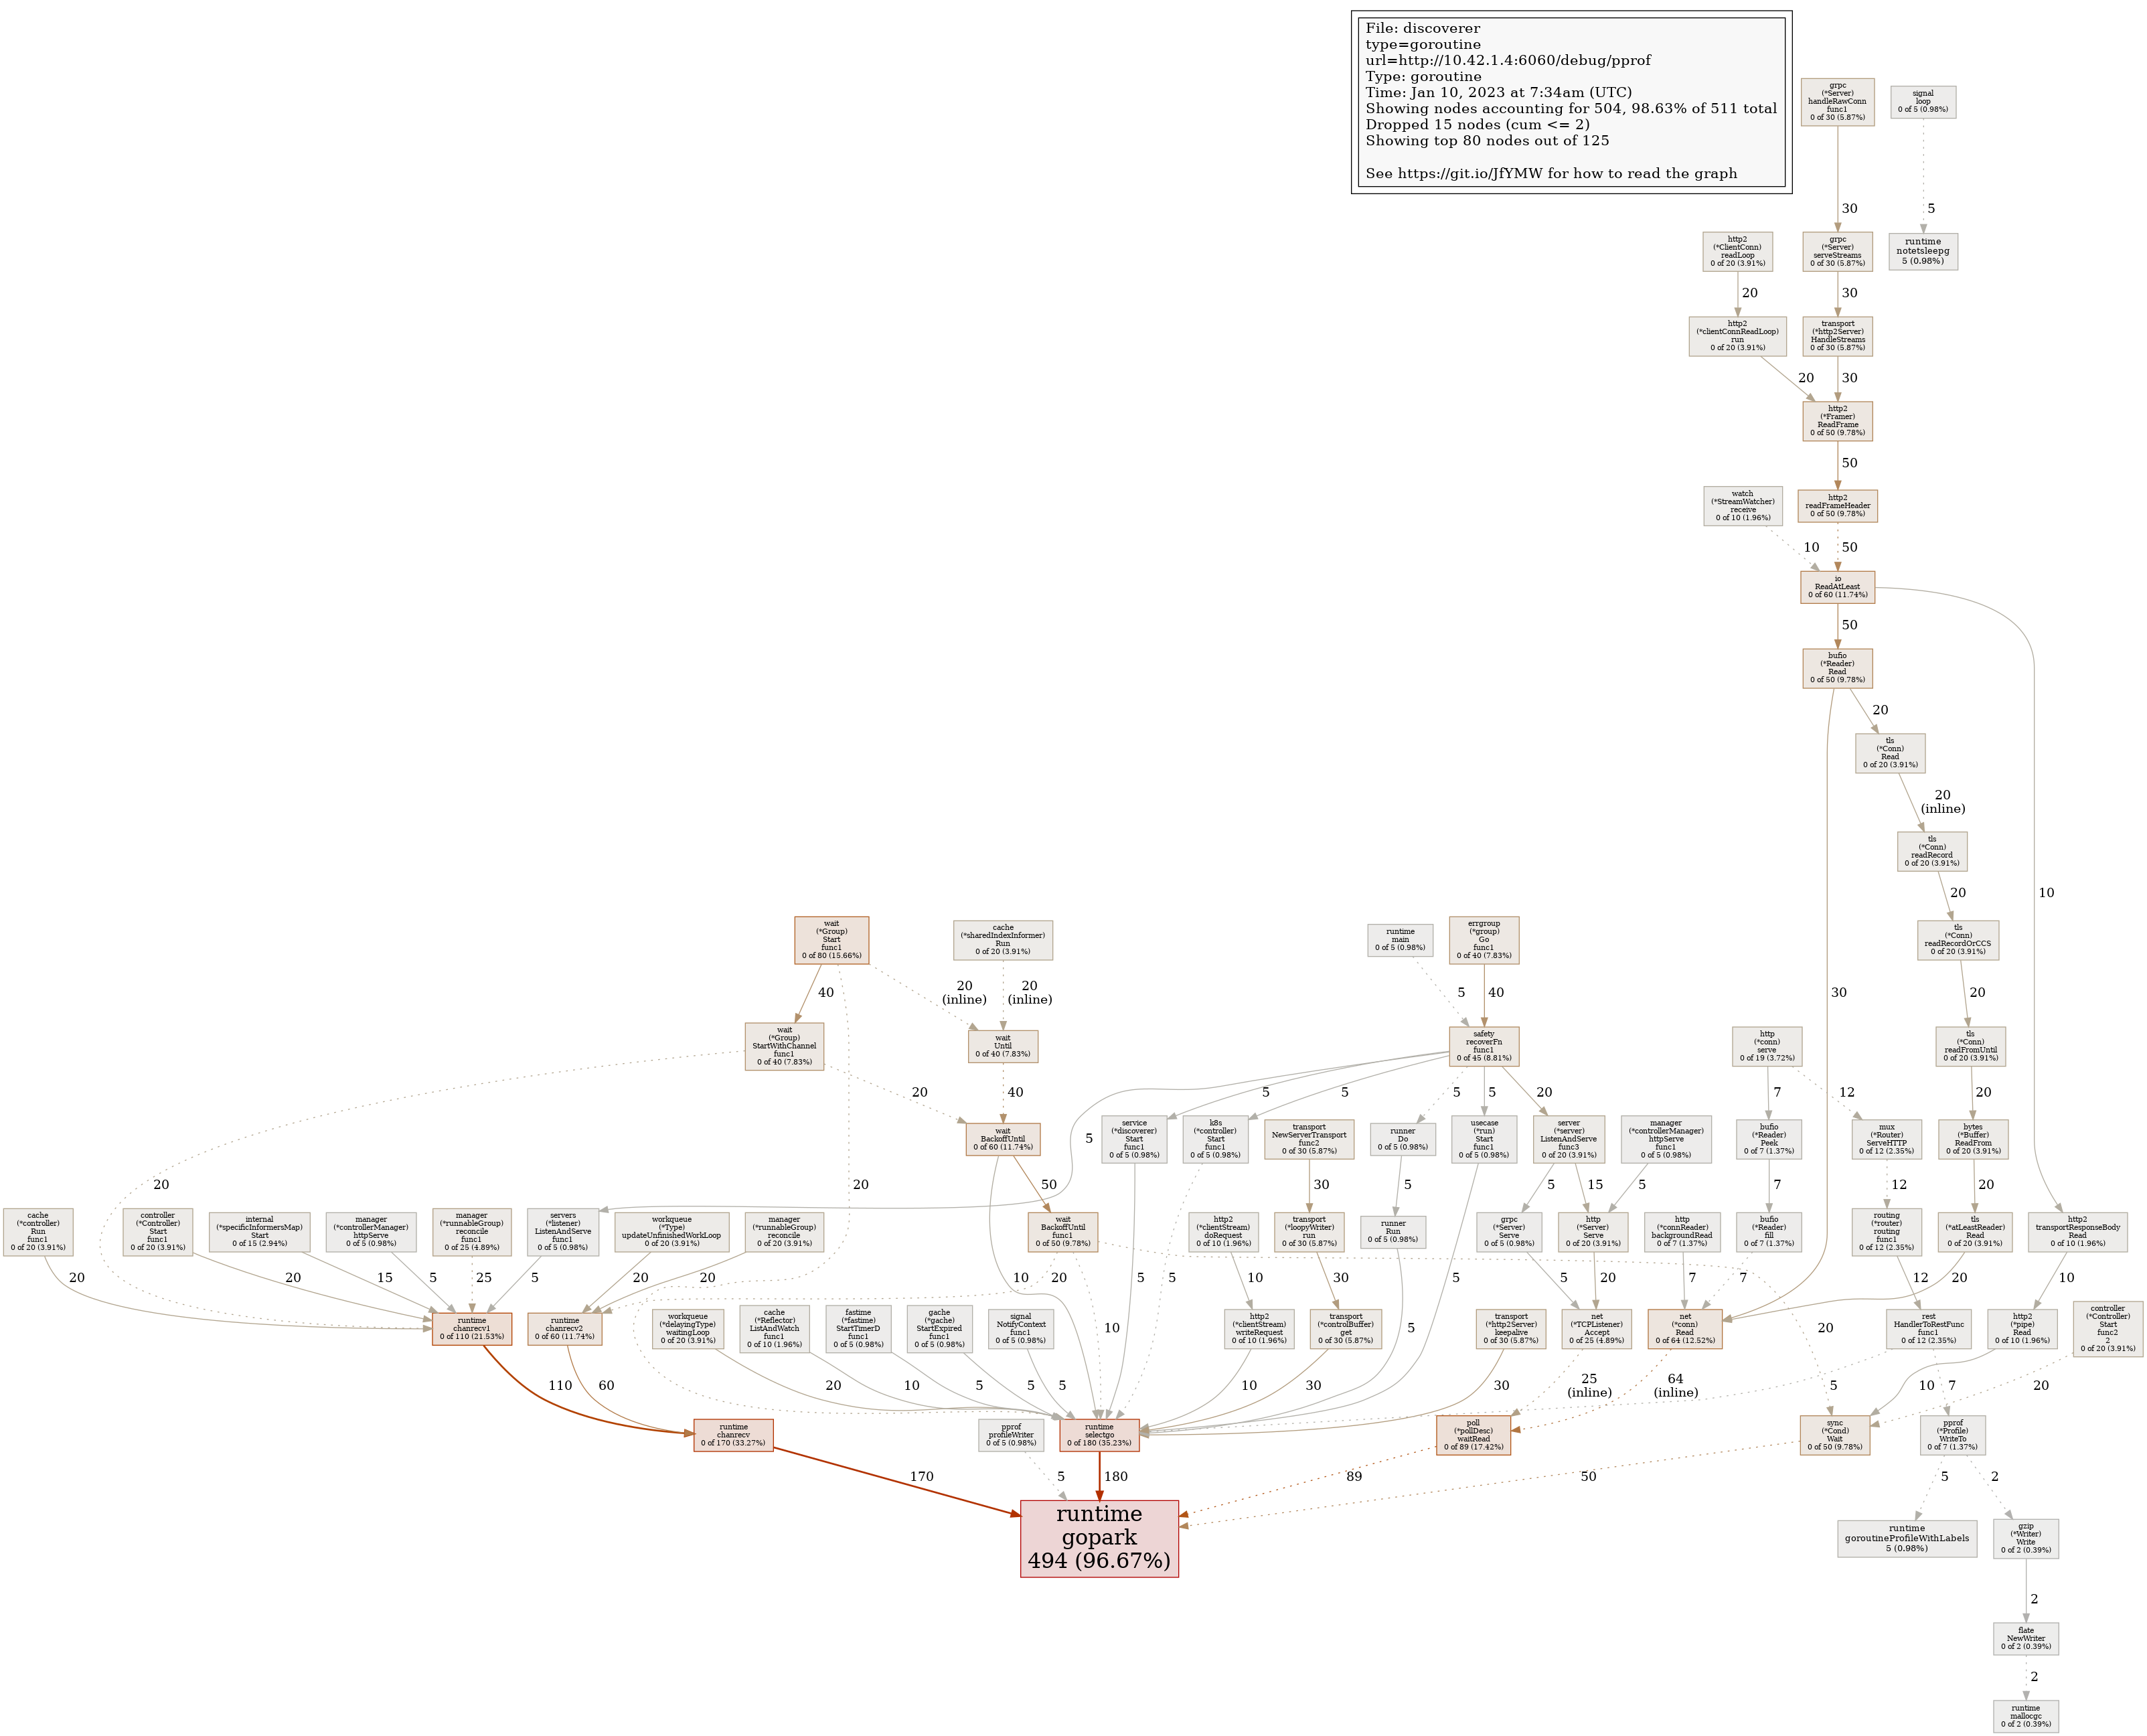 File: discoverer
type=goroutine
url=http://10.42.1.4:6060/debug/pprof
Type: goroutine
Time: Jan 10, 2023 at 7:34am (UTC)
Showing nodes accounting for 504, 98.63% of 511 total
Dropped 15 nodes (cum <= 2)
Showing top 80 nodes out of 125
See https://git.io/JfYMW for how to read the graph
grpc
(*Server)
handleRawConn
func1
0 of 30 (5.87%)
signal
loop
0 of 5 (0.98%)
30
5
http2
(*ClientConn)
readLoop
0 of 20 (3.91%)
grpc
(*Server)
serveStreams
0 of 30 (5.87%)
runtime
notetsleepg
5 (0.98%)
20
30
http2
(*clientConnReadLoop)
run
0 of 20 (3.91%)
transport
(*http2Server)
HandleStreams
0 of 30 (5.87%)
20
30
http2
(*Framer)
ReadFrame
0 of 50 (9.78%)
50
watch
(*StreamWatcher)
receive
0 of 10 (1.96%)
http2
readFrameHeader
0 of 50 (9.78%)
10
50
io
ReadAtLeast
0 of 60 (11.74%)
50
bufio
(*Reader)
Read
0 of 50 (9.78%)
20
tls
(*Conn)
Read
0 of 20 (3.91%)
20
(inline)
tls
(*Conn)
readRecord
0 of 20 (3.91%)
20
10
30
wait
(*Group)
Start
func1
0 of 80 (15.66%)
cache
(*sharedIndexInformer)
Run
0 of 20 (3.91%)
runtime
main
0 of 5 (0.98%)
errgroup
(*group)
Go
func1
0 of 40 (7.83%)
tls
(*Conn)
readRecordOrCCS
0 of 20 (3.91%)
40
20
(inline)
20
(inline)
5
40
20
wait
(*Group)
StartWithChannel
func1
0 of 40 (7.83%)
wait
Until
0 of 40 (7.83%)
safety
recoverFn
func1
0 of 45 (8.81%)
http
(*conn)
serve
0 of 19 (3.72%)
tls
(*Conn)
readFromUntil
0 of 20 (3.91%)
20
40
5
5
5
5
20
7
12
20
wait
BackoffUntil
0 of 60 (11.74%)
service
(*discoverer)
Start
func1
0 of 5 (0.98%)
k8s
(*controller)
Start
func1
0 of 5 (0.98%)
transport
NewServerTransport
func2
0 of 30 (5.87%)
runner
Do
0 of 5 (0.98%)
usecase
(*run)
Start
func1
0 of 5 (0.98%)
server
(*server)
ListenAndServe
func3
0 of 20 (3.91%)
manager
(*controllerManager)
httpServe
func1
0 of 5 (0.98%)
bufio
(*Reader)
Peek
0 of 7 (1.37%)
mux
(*Router)
ServeHTTP
0 of 12 (2.35%)
bytes
(*Buffer)
ReadFrom
0 of 20 (3.91%)
5
20
20
50
30
5
5
15
5
7
12
20
cache
(*controller)
Run
func1
0 of 20 (3.91%)
controller
(*Controller)
Start
func1
0 of 20 (3.91%)
internal
(*specificInformersMap)
Start
0 of 15 (2.94%)
manager
(*controllerManager)
httpServe
0 of 5 (0.98%)
manager
(*runnableGroup)
reconcile
func1
0 of 25 (4.89%)
servers
(*listener)
ListenAndServe
func1
0 of 5 (0.98%)
workqueue
(*Type)
updateUnfinishedWorkLoop
0 of 20 (3.91%)
manager
(*runnableGroup)
reconcile
0 of 20 (3.91%)
wait
BackoffUntil
func1
0 of 50 (9.78%)
http2
(*clientStream)
doRequest
0 of 10 (1.96%)
transport
(*loopyWriter)
run
0 of 30 (5.87%)
runner
Run
0 of 5 (0.98%)
grpc
(*Server)
Serve
0 of 5 (0.98%)
http
(*Server)
Serve
0 of 20 (3.91%)
http
(*connReader)
backgroundRead
0 of 7 (1.37%)
bufio
(*Reader)
fill
0 of 7 (1.37%)
routing
(*router)
routing
func1
0 of 12 (2.35%)
tls
(*atLeastReader)
Read
0 of 20 (3.91%)
http2
transportResponseBody
Read
0 of 10 (1.96%)
20
20
15
5
25
5
20
20
10
20
5
5
10
30
5
5
20
7
7
12
20
10
runtime
chanrecv1
0 of 110 (21.53%)
runtime
chanrecv2
0 of 60 (11.74%)
workqueue
(*delayingType)
waitingLoop
0 of 20 (3.91%)
cache
(*Reflector)
ListAndWatch
func1
0 of 10 (1.96%)
fastime
(*fastime)
StartTimerD
func1
0 of 5 (0.98%)
gache
(*gache)
StartExpired
func1
0 of 5 (0.98%)
signal
NotifyContext
func1
0 of 5 (0.98%)
10
http2
(*clientStream)
writeRequest
0 of 10 (1.96%)
transport
(*controlBuffer)
get
0 of 30 (5.87%)
5
transport
(*http2Server)
keepalive
0 of 30 (5.87%)
net
(*TCPListener)
Accept
0 of 25 (4.89%)
net
(*conn)
Read
0 of 64 (12.52%)
20
rest
HandlerToRestFunc
func1
0 of 12 (2.35%)
http2
(*pipe)
Read
0 of 10 (1.96%)
controller
(*Controller)
Start
func2
2
0 of 20 (3.91%)
110
60
20
10
5
5
5
10
30
30
25
(inline)
64
(inline)
5
7
10
20
runtime
chanrecv
0 of 170 (33.27%)
pprof
profileWriter
0 of 5 (0.98%)
runtime
selectgo
0 of 180 (35.23%)
poll
(*pollDesc)
waitRead
0 of 89 (17.42%)
sync
(*Cond)
Wait
0 of 50 (9.78%)
pprof
(*Profile)
WriteTo
0 of 7 (1.37%)
170
5
180
89
50
5
2
runtime
gopark
494 (96.67%)
runtime
goroutineProfileWithLabels
5 (0.98%)
gzip
(*Writer)
Write
0 of 2 (0.39%)
2
flate
NewWriter
0 of 2 (0.39%)
2
runtime
mallocgc
0 of 2 (0.39%)